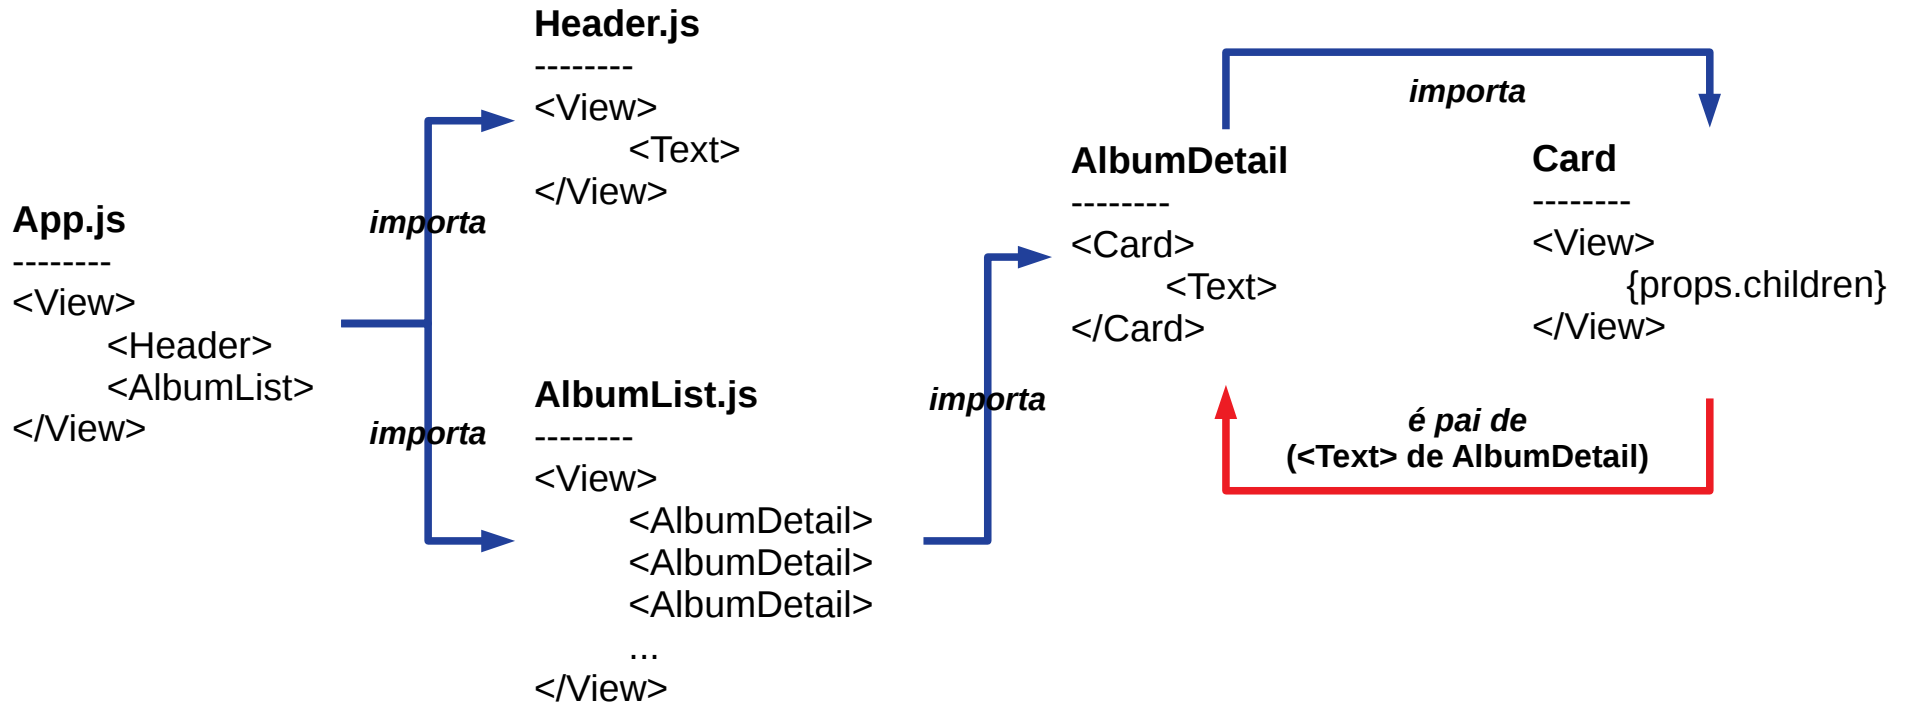 App.js
--------
<View>
<Header>
<AlbumList>
</View>
importa
importa
Header.js
--------
<View>
<Text>
</View>
AlbumList.js
--------
<View>
<AlbumDetail>
<AlbumDetail>
<AlbumDetail>
...
</View>
importa
AlbumDetail
--------
<Card>
<Text>
</Card>
importa
Card
--------
<View>
{props.children}
</View>
é pai de
(<Text> de AlbumDetail)